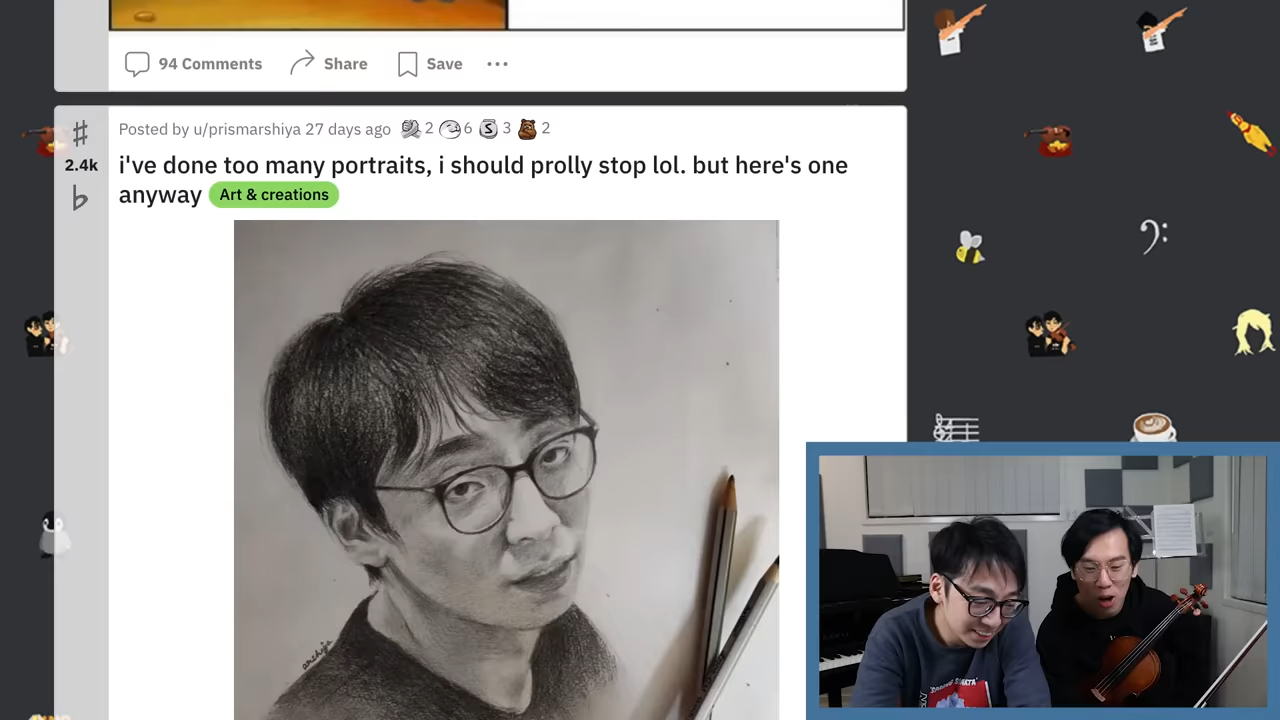 94 Comments Share Save
2.4k
Posted by u/prismarshiya 27 days ago 2 6 3 2
i've done too many portraits, i should prolly stop lol. but here's one
anyway Art & creations